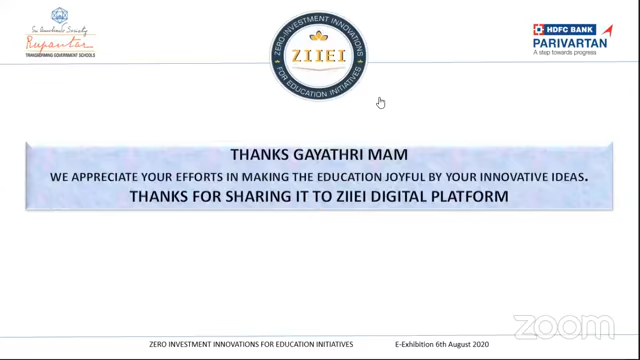 Sri Aurobindo Society
Rupantar
TRANSFORMING GOVERNMENT SCHOOLS
ZERO-INVESTMENT INNOVATIONS
ZIIEI
FOR EDUCATION INITIATIVES
HDFC BANK
PARIVARTAN
A step towards progress
THANKS GAYATHRI MAM
WE APPRECIATE YOUR EFFORTS IN MAKING THE EDUCATION JOYFUL BY YOUR INNOVATIVE IDEAS.
THANKS FOR SHARING IT TO ZIIEI DIGITAL PLATFORM
zoom
ZERO INVESTMENT INNOVATIONS FOR EDUCATION INITIATIVES E-Exhibition 6th August 2020